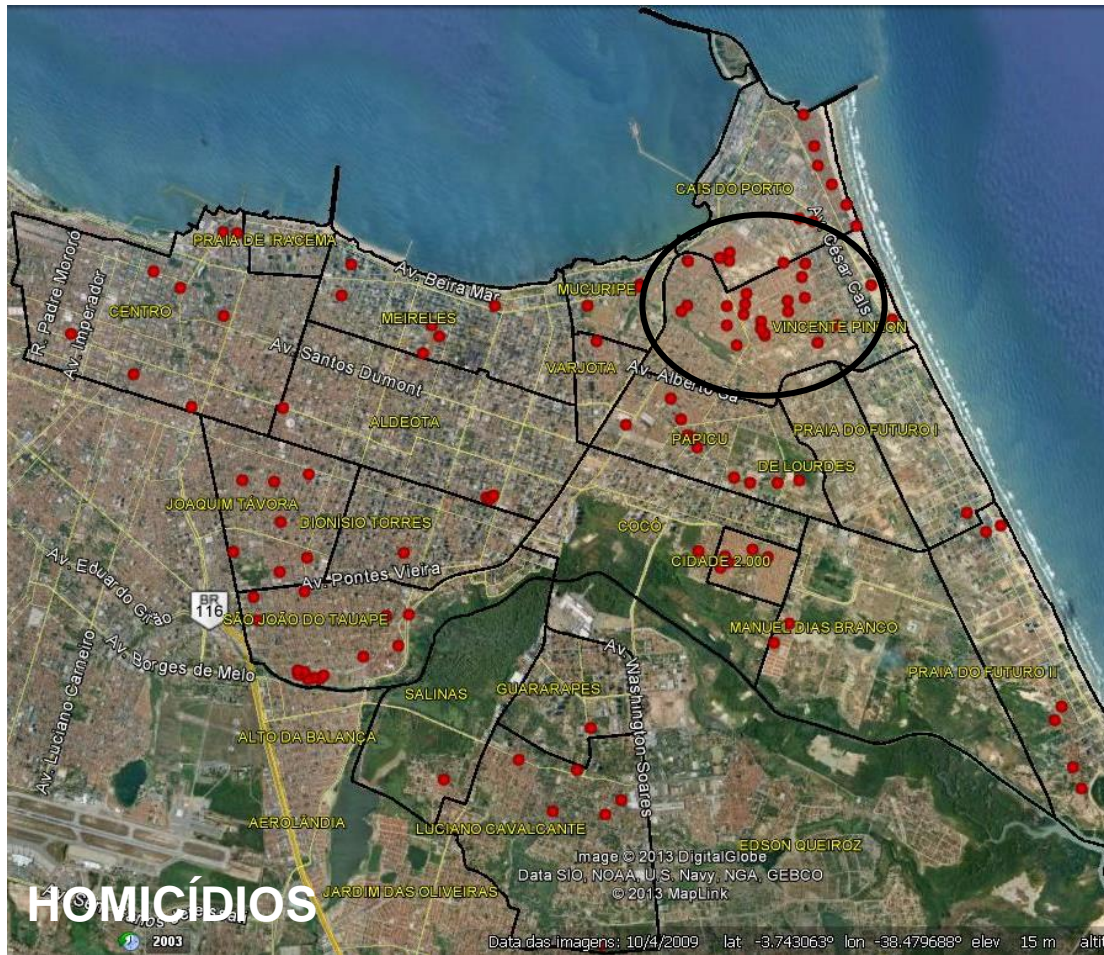 CAIS DO PORTO
Av. César Cals
PRAIA DE IRACEMA
R. Padre Mororo
Av. Imperador
CENTRO
Av. Beira Mar
MUCURIPE
MEIRELES
VINCENTE PINZON
Av. Santos Dumont
VARJOTA
Av. Alberto Sa
ALDEOTA
PAPICU
PRAIA DO FUTURO I
DE LOURDES
JOAQUIM TÁVORA
DIONÍSIO TORRES
COCÓ
CIDADE 2.000
Av. Eduardo Girão
Av. Pontes Vieira
BR
116
SÃO JOÃO DO TAUAPE
MANUEL DIAS BRANCO
Av. Borges de Melo
PRAIA DO FUTURO II
Av. Luciano Carneiro
SALINAS
GUARARAPES
Av. Washington Soares
ALTO DA BALANÇA
AEROLÂNDIA
LUCIANO CAVALCANTE
EDSON QUEIROZ
Image © 2013 DigitalGlobe
Data SIO, NOAA, U.S. Navy, NGA, GEBCO
© 2013 MapLink
JARDIM DAS OLIVEIRAS
HOMICÍDIOS
2003
Data das imagens: 10/4/2009 lat -3.743063° lon -38.479688° elev 15 m